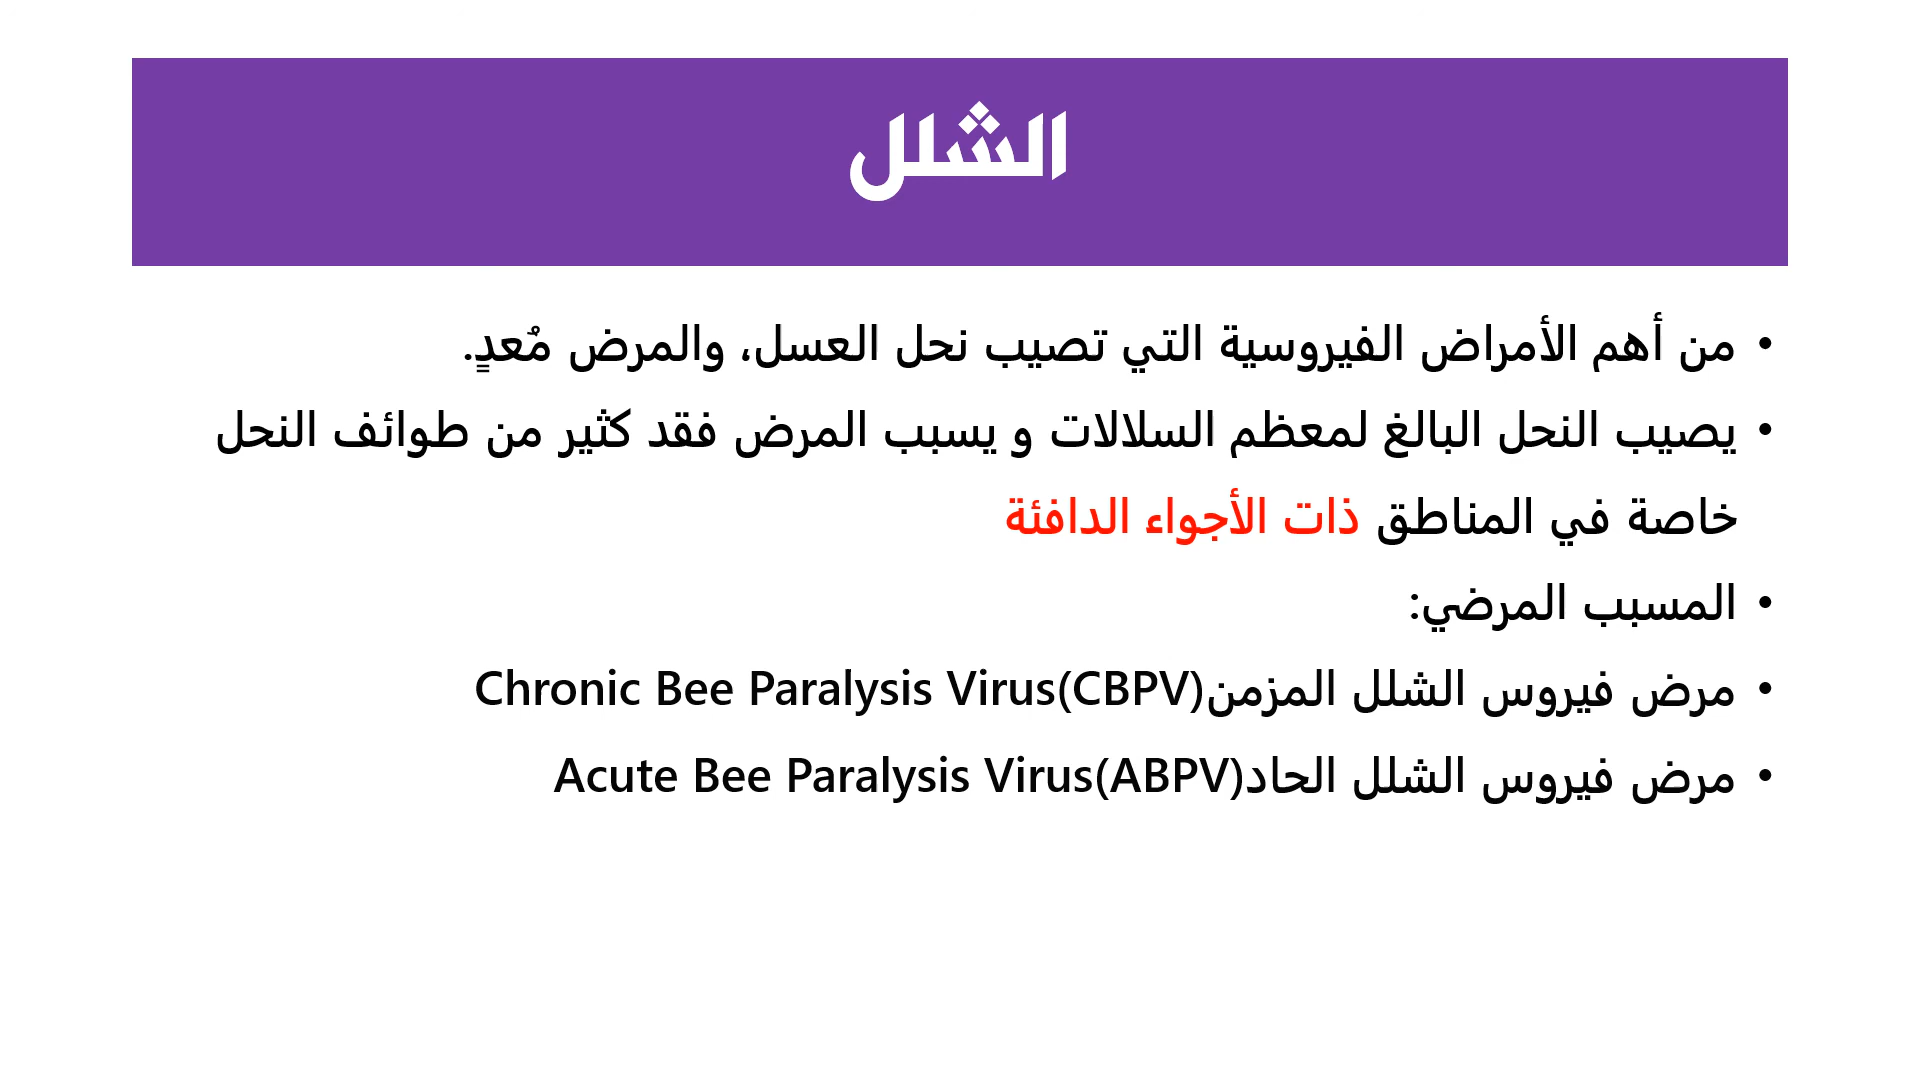 الشلل
• من أهم الأمراض الفيروسية التي تصيب نحل العسل، والمرض مُعدٍ.
• يصيب النحل البالغ لمعظم السلالات و يسبب المرض فقد كثير من طوائف النحل
خاصة في المناطق ذات الأجواء الدافئة
• المسبب المرضي:
• مرض فيروس الشلل المزمن(CBPV)Chronic Bee Paralysis Virus
• مرض فيروس الشلل الحاد(ABPV)Acute Bee Paralysis Virus